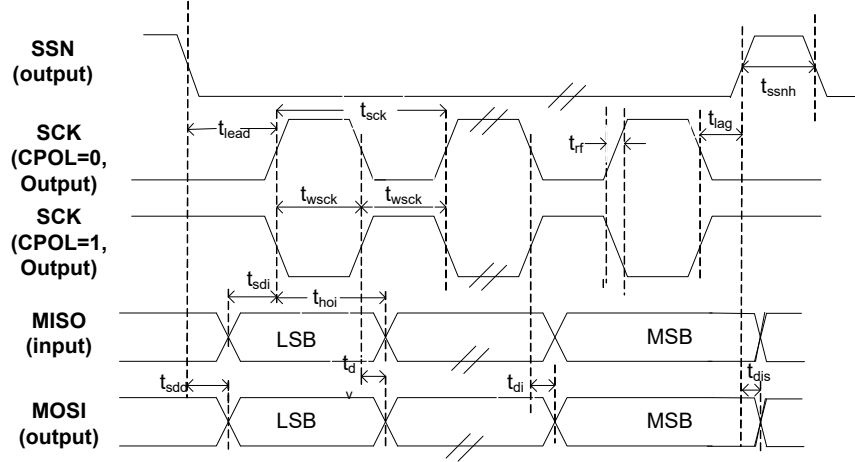 SSN
(output)
t_ssnh
t_sck
t_lead
t_lag
SCK
(CPOL=0,
Output)
t_rf
t_wsck
t_wsck
SCK
(CPOL=1,
Output)
t_sdi
t_hoi
MISO
(input)
LSB
MSB
t_sdd
t_d
v
t_di
t_dis
MOSI
(output)
LSB
MSB